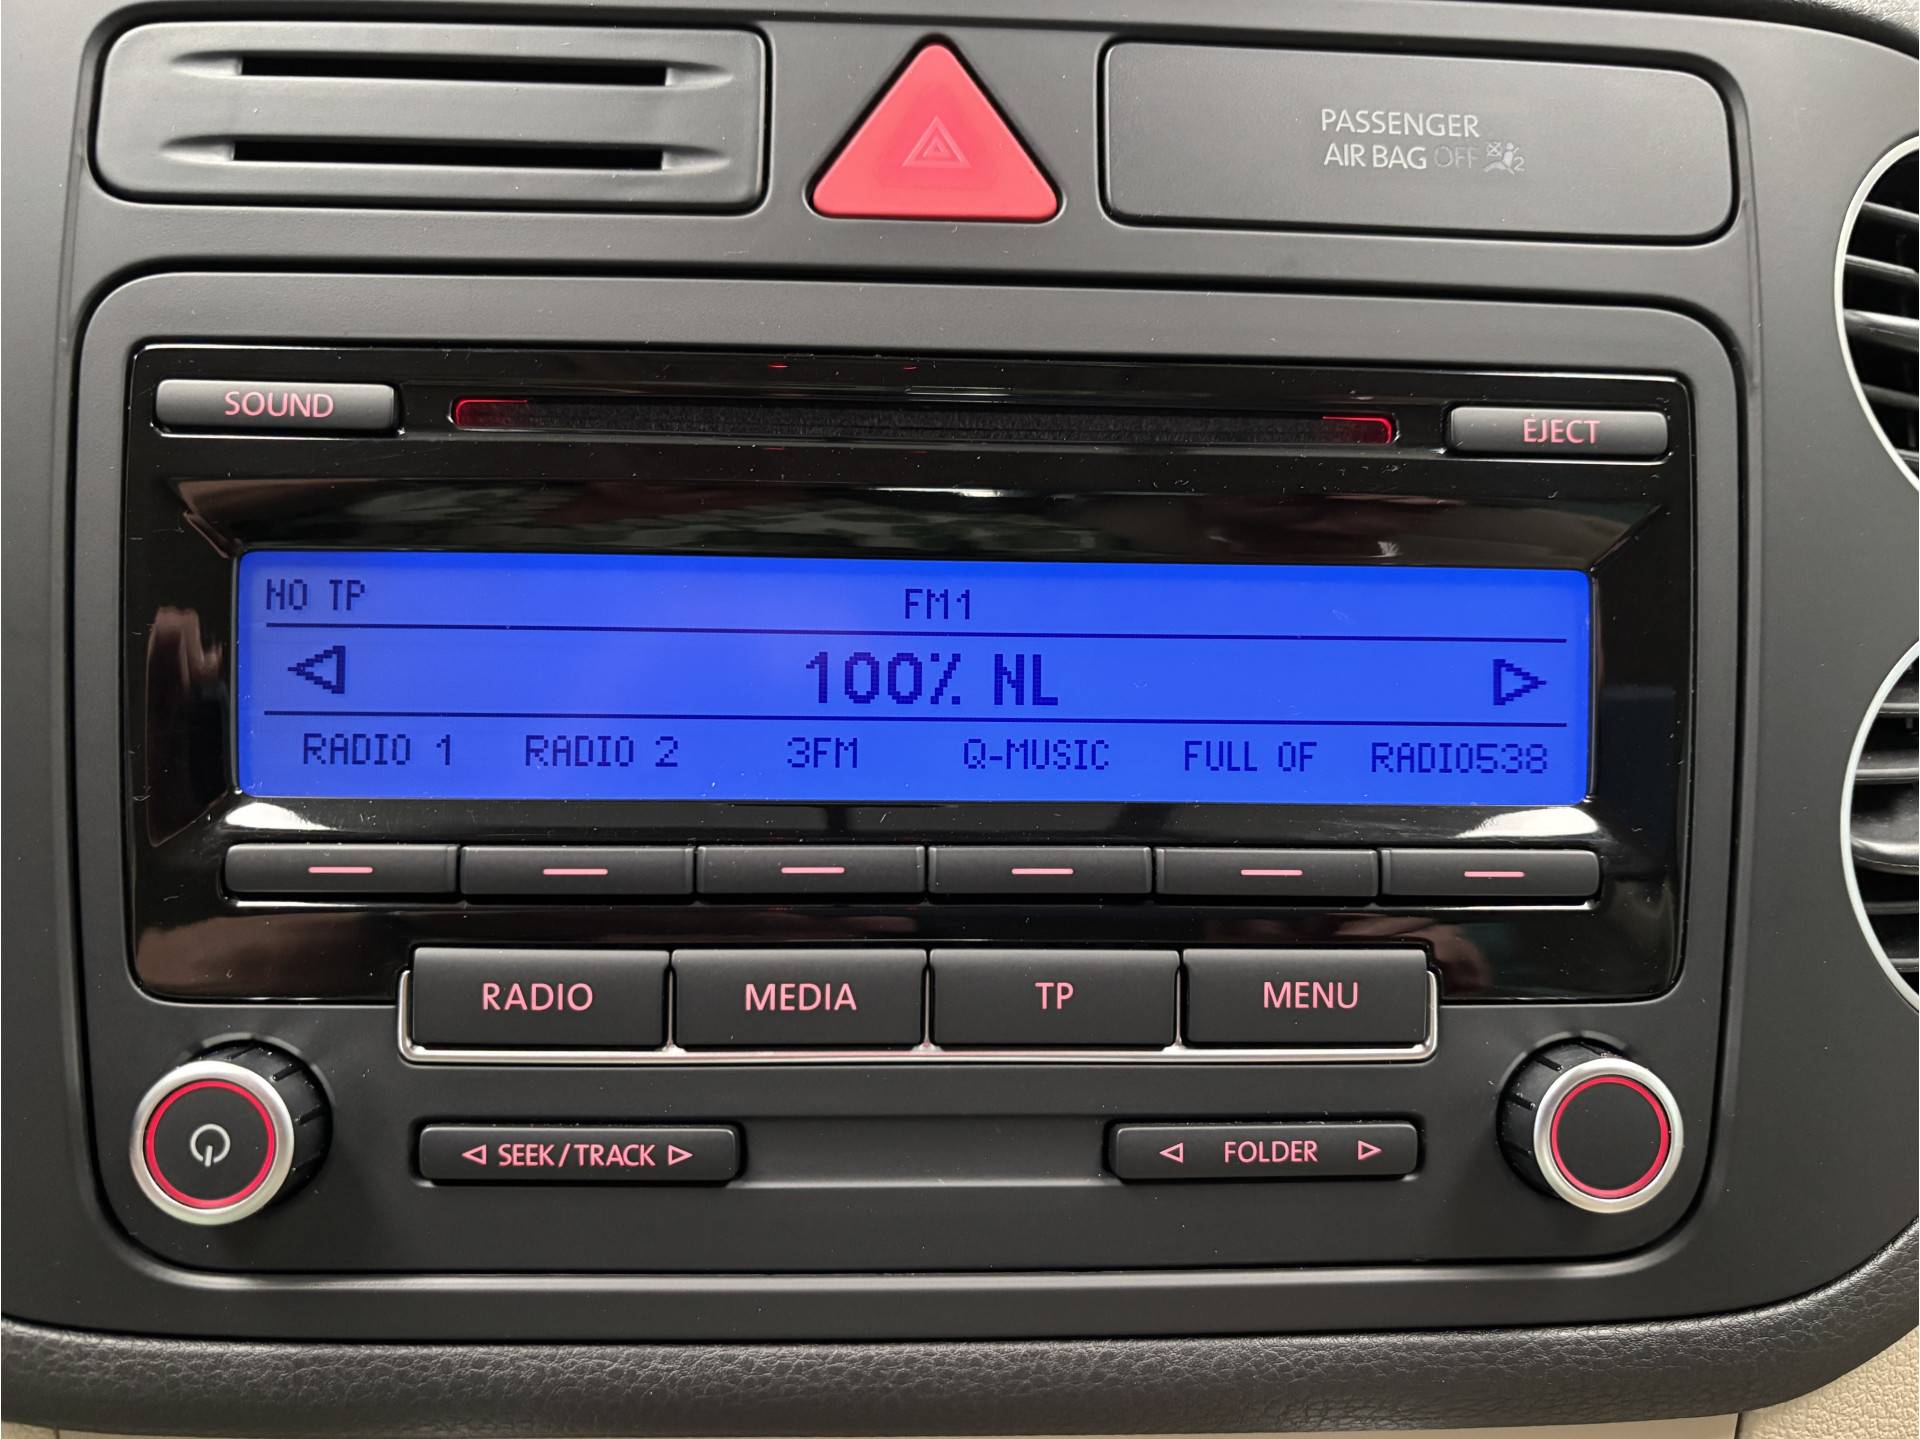 PASSENGER
AIR BAG OFF 2
SOUND
EJECT
NO TP
FM1
100% NL
RADIO 1 RADIO 2 3FM Q-MUSIC FULL OF RADIO538
RADIO MEDIA TP MENU
SEEK/TRACK
FOLDER